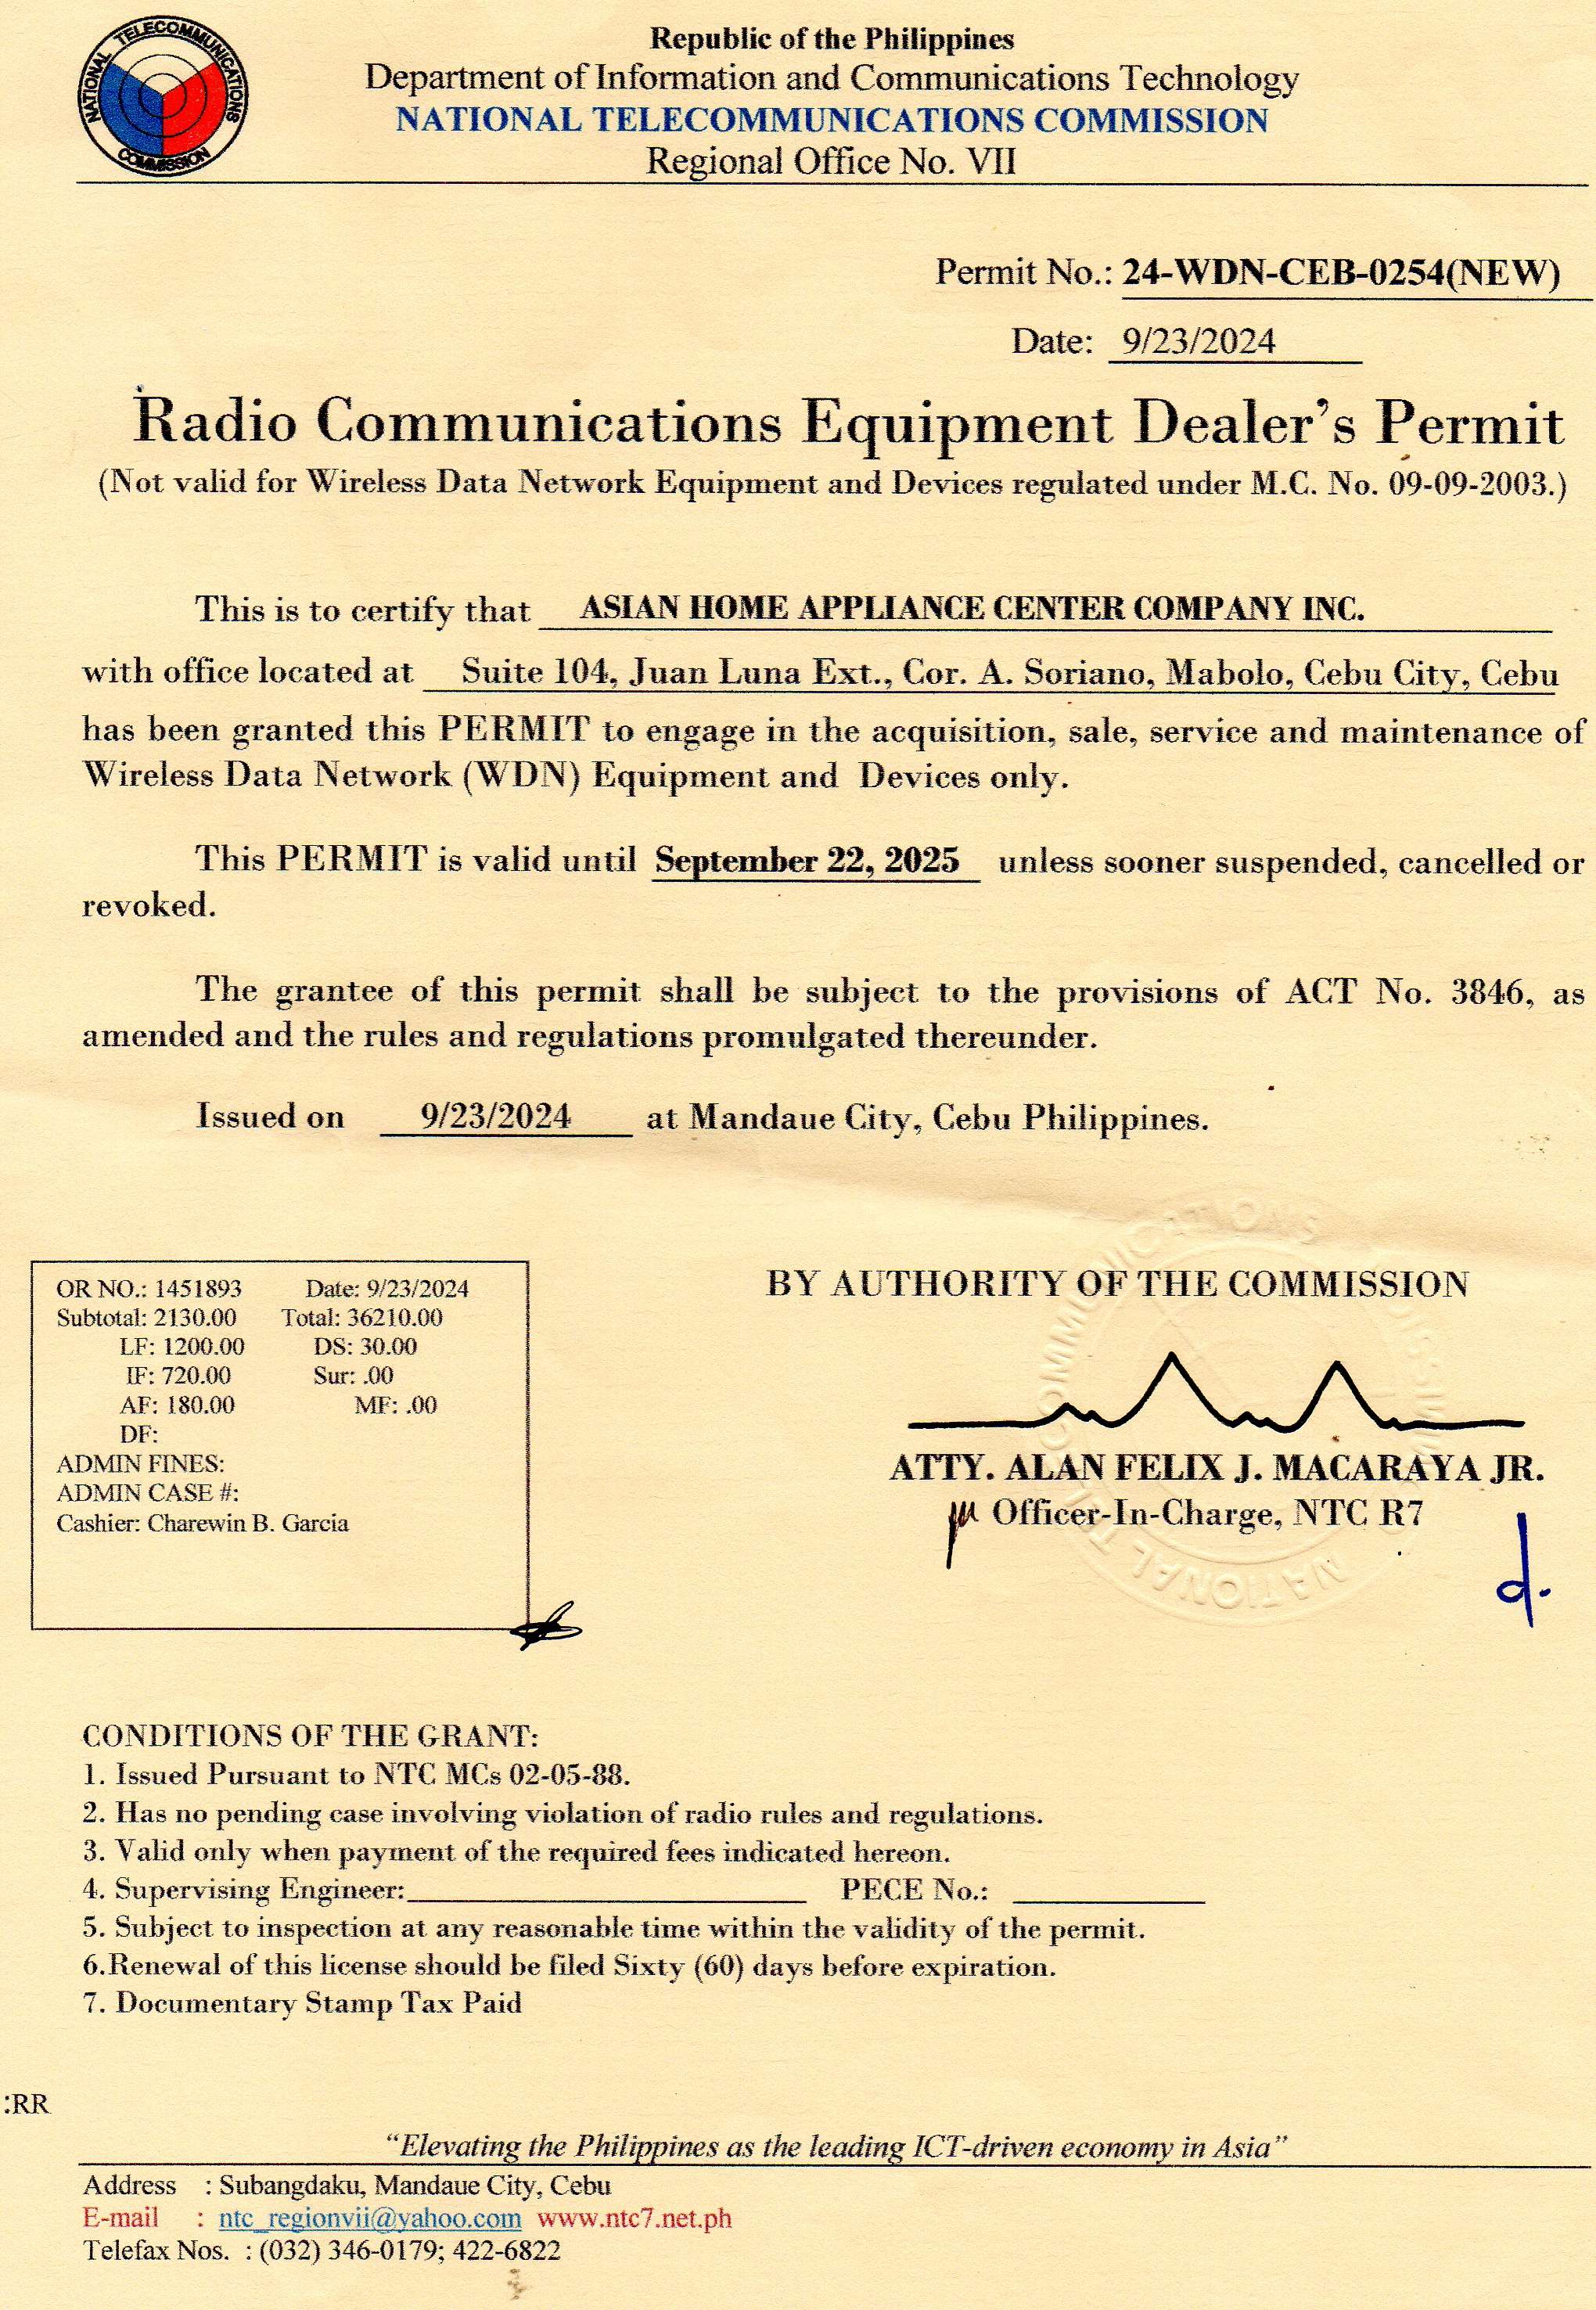 NATIONAL TELECOMMUNICATIONS COMMISSION
Republic of the Philippines
Department of Information and Communications Technology
NATIONAL TELECOMMUNICATIONS COMMISSION
Regional Office No. VII
Permit No.: 24-WDN-CEB-0254(NEW)
Date: 9/23/2024
Radio Communications Equipment Dealer's Permit
(Not valid for Wireless Data Network Equipment and Devices regulated under M.C. No. 09-09-2003.)
This is to certify that ASIAN HOME APPLIANCE CENTER COMPANY INC.
with office located at Suite 104, Juan Luna Ext., Cor. A. Soriano, Mabolo, Cebu City, Cebu
has been granted this PERMIT to engage in the acquisition, sale, service and maintenance of
Wireless Data Network (WDN) Equipment and Devices only.
This PERMIT is valid until September 22, 2025 unless sooner suspended, cancelled or
revoked.
The grantee of this permit shall be subject to the provisions of ACT No. 3846, as
amended and the rules and regulations promulgated thereunder.
Issued on 9/23/2024 at Mandaue City, Cebu Philippines.
OR NO.: 1451893 Date: 9/23/2024
Subtotal: 2130.00 Total: 36210.00
LF: 1200.00 DS: 30.00
IF: 720.00 Sur: .00
AF: 180.00 MF: .00
DF:
ADMIN FINES:
ADMIN CASE #:
Cashier: Charewin B. Garcia
BY AUTHORITY OF THE COMMISSION
ATTY. ALAN FELIX J. MACARAYA JR.
Officer-In-Charge, NTC R7
CONDITIONS OF THE GRANT:
1. Issued Pursuant to NTC MCs 02-05-88.
2. Has no pending case involving violation of radio rules and regulations.
3. Valid only when payment of the required fees indicated hereon.
4. Supervising Engineer: PECE No.:
5. Subject to inspection at any reasonable time within the validity of the permit.
6.Renewal of this license should be filed Sixty (60) days before expiration.
7. Documentary Stamp Tax Paid
:RR
"Elevating the Philippines as the leading ICT-driven economy in Asia"
Address : Subangdaku, Mandaue City, Cebu
E-mail : ntc_regionvii@yahoo.com www.ntc7.net.ph
Telefax Nos. : (032) 346-0179; 422-6822